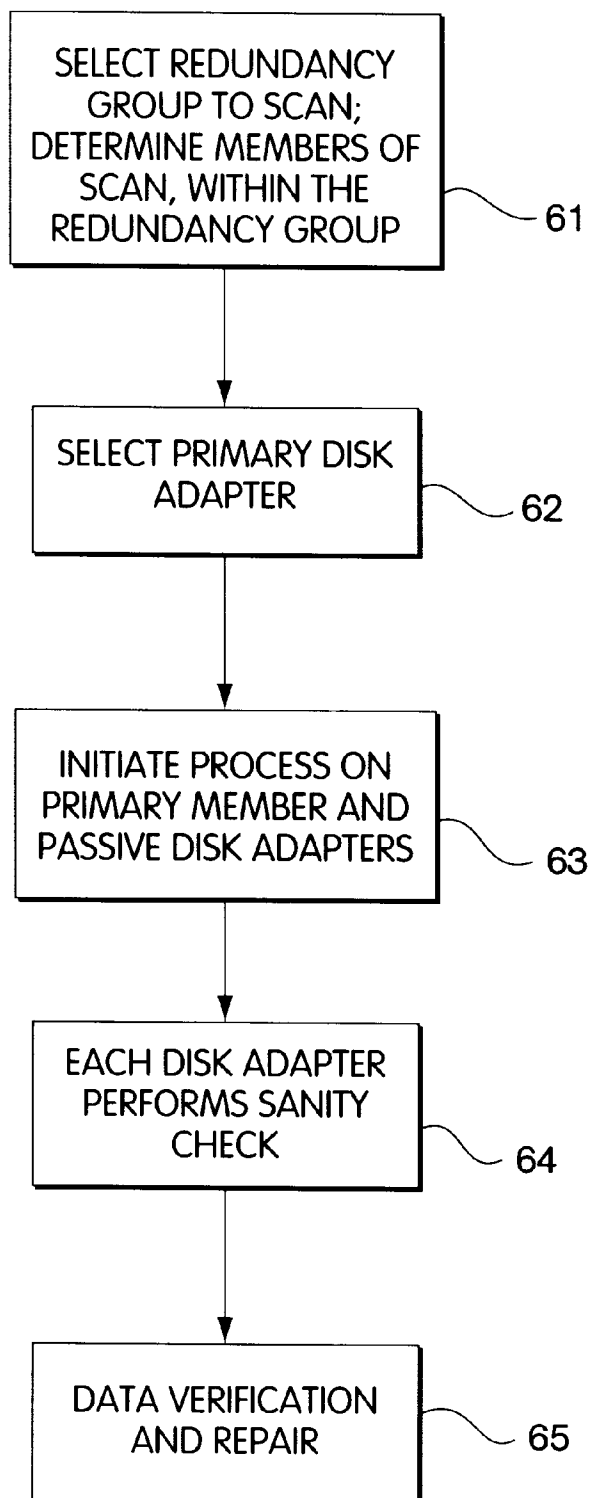 SELECT REDUNDANCY
GROUP TO SCAN;
DETERMINE MEMBERS OF
SCAN, WITHIN THE
REDUNDANCY GROUP
61
SELECT PRIMARY DISK
ADAPTER
62
INITIATE PROCESS ON
PRIMARY MEMBER AND
PASSIVE DISK ADAPTERS
63
EACH DISK ADAPTER
PERFORMS SANITY
CHECK
64
DATA VERIFICATION
AND REPAIR
65